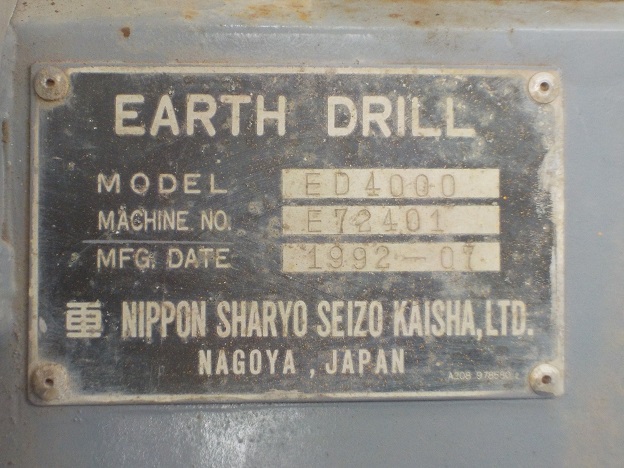 EARTH DRILL
MODEL ED4000
MACHINE NO. E72401
MFG. DATE 1992-07
NIPPON SHARYO SEIZO KAISHA, LTD.
NAGOYA, JAPAN